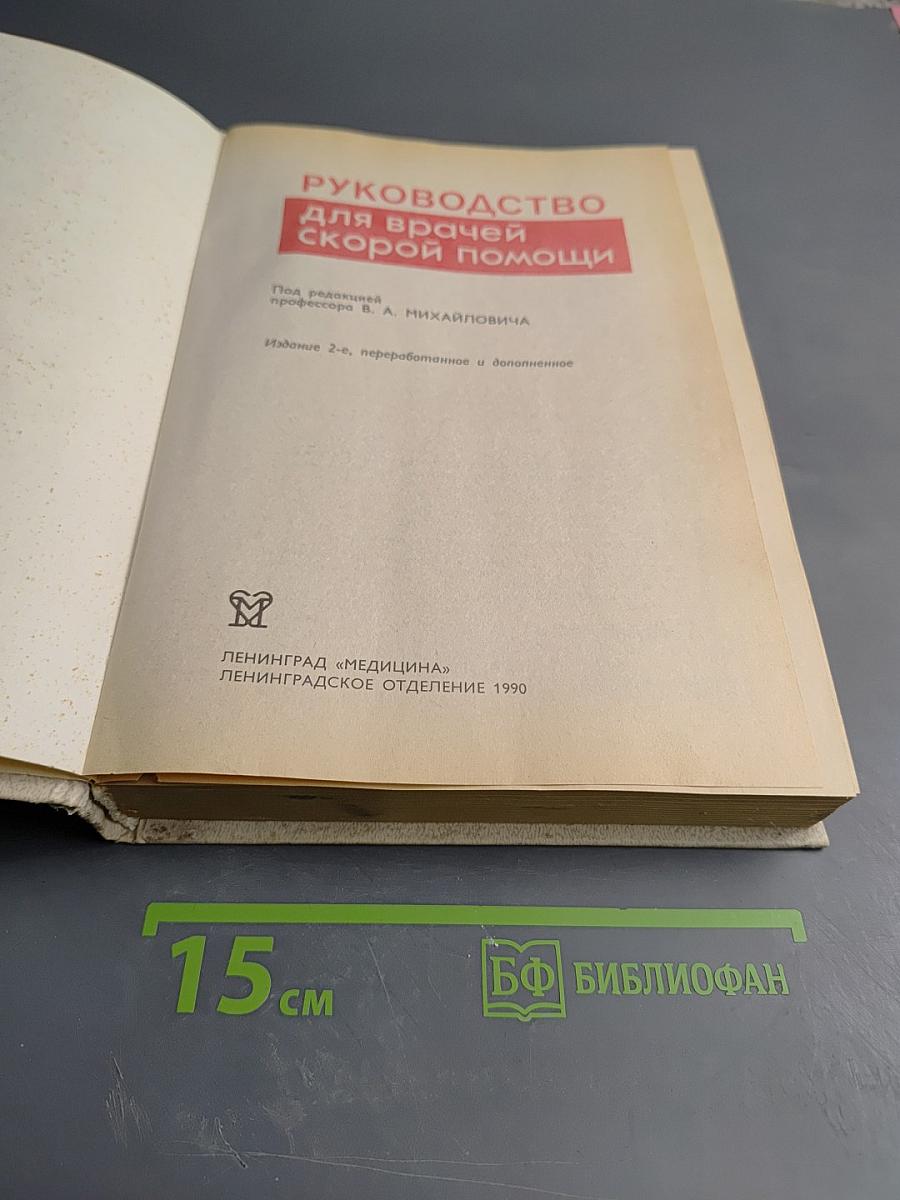 РУКОВОДСТВО
для врачей
скорой помощи
Под редакцией
профессора В. А. МИХАЙЛОВИЧА
Издание 2-е, переработанное и дополненное
ЛЕНИНГРАД «МЕДИЦИНА»
ЛЕНИНГРАДСКОЕ ОТДЕЛЕНИЕ 1990
15 см
БФ БИБЛИОФАН